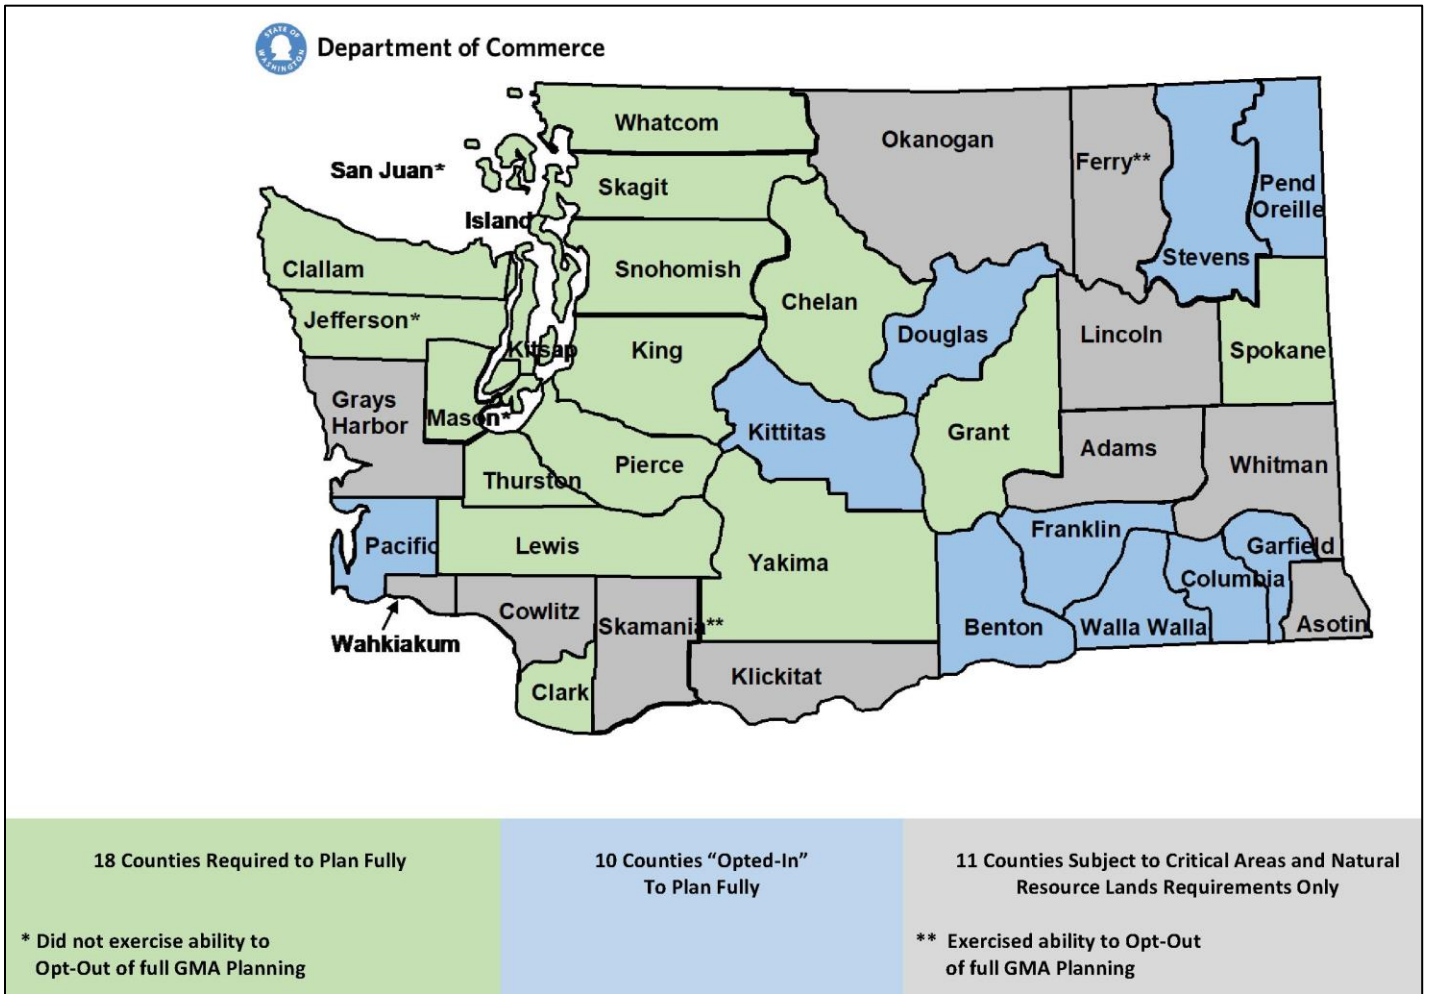 STATE OF
WASHINGTON
Department of Commerce
Whatcom
Okanogan
Ferry**
San Juan*
Skagit
Pend
Oreille
Island
Stevens
Clallam
Snohomish
Chelan
Jefferson*
Douglas
Lincoln
Kitsap
King
Spokane
Grays
Harbor
Mason*
Kittitas
Grant
Adams
Pierce
Whitman
Thurston
Franklin
Pacific
Lewis
Garfield
Yakima
Columbia
Cowlitz
Skamania**
Benton
Walla Walla
Asotin
Wahkiakum
Klickitat
Clark
18 Counties Required to Plan Fully
* Did not exercise ability to
Opt-Out of full GMA Planning
10 Counties “Opted-In”
To Plan Fully
11 Counties Subject to Critical Areas and Natural
Resource Lands Requirements Only
** Exercised ability to Opt-Out
of full GMA Planning